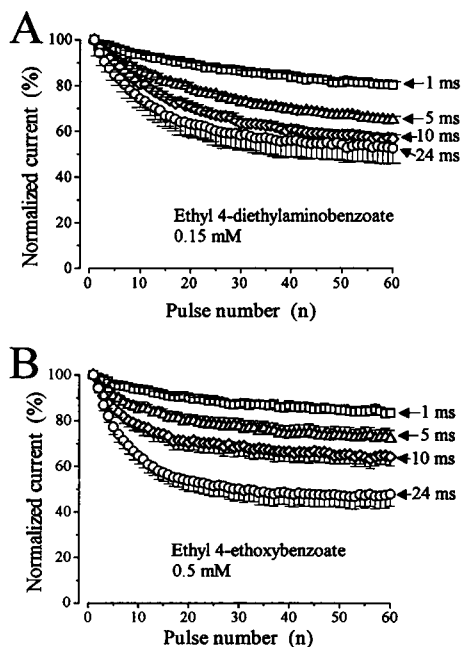 A
Normalized current (%)
100
80
60
40
20
0
1 ms
5 ms
10 ms
24 ms
Ethyl 4-diethylaminobenzoate
0.15 mM
0 10 20 30 40 50 60
Pulse number (n)
B
Normalized current (%)
100
80
60
40
20
0
1 ms
5 ms
10 ms
24 ms
Ethyl 4-ethoxybenzoate
0.5 mM
0 10 20 30 40 50 60
Pulse number (n)